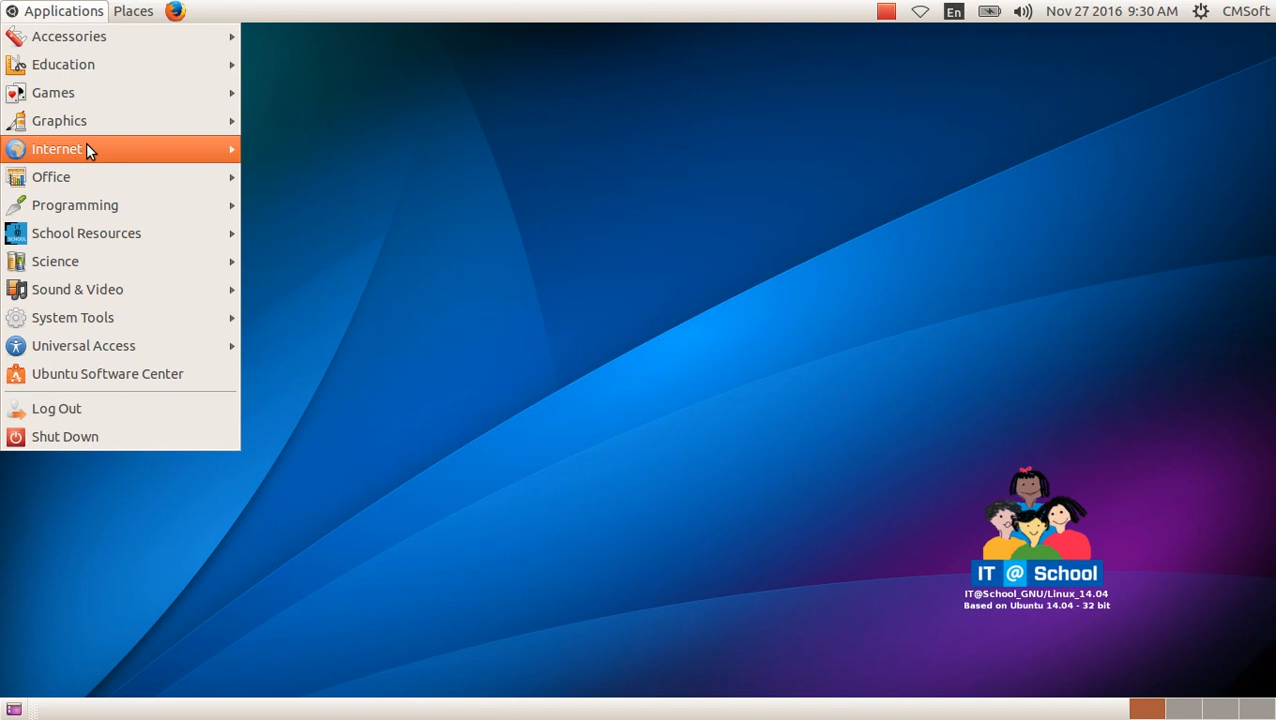 Applications Places En Nov 27 2016 9:30 AM CMSoft
Accessories
Education
Games
Graphics
Internet
Office
Programming
School Resources
Science
Sound & Video
System Tools
Universal Access
Ubuntu Software Center
Log Out
Shut Down
IT @ School
IT@School_GNU/Linux_14.04
Based on Ubuntu 14.04 - 32 bit